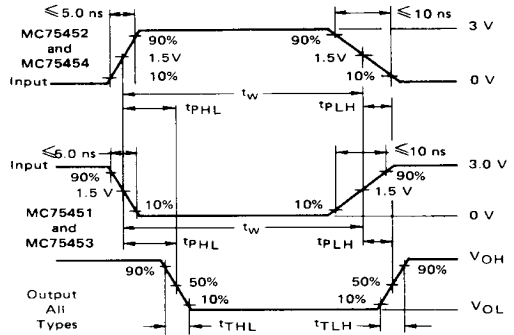 ≤5.0 ns
≤10 ns
MC75452
and
MC75454
Input
90%
1.5V
10%
90%
1.5 V
10%
3 V
0 V
tW
tPHL
tPLH
≤5.0 ns
≤10 ns
Input
90%
1.5 V
10%
10%
90%
1.5 V
3.0 V
0 V
MC75451
and
MC75453
tW
tPHL
tPLH
90%
50%
10%
50%
10%
90%
VOH
VOL
Output
All
Types
tTHL
tTLH